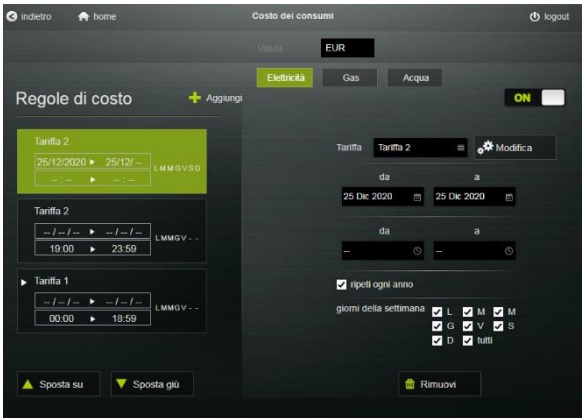 indietro home Costo dei consumi logout
Valuta EUR
Elettricità Gas Acqua
Regole di costo Aggiungi
ON
Tariffa 2
25/12/2020 ▸ 25/12/ --
LMMGVSD
-- : -- ▸ -- : --
Tariffa 2
-- / -- / -- ▸ -- / -- / --
LMMGV--
19:00 ▸ 23:59
Tariffa 1
-- / -- / -- ▸ -- / -- / --
LMMGV--
00:00 ▸ 18:59
Sposta su Sposta giù
Tariffa Tariffa 2 Modifica
da a
25 Dic 2020 25 Dic 2020
da a
-- --
ripeti ogni anno
giorni della settimana L M M
G V S
D tutti
Rimuovi